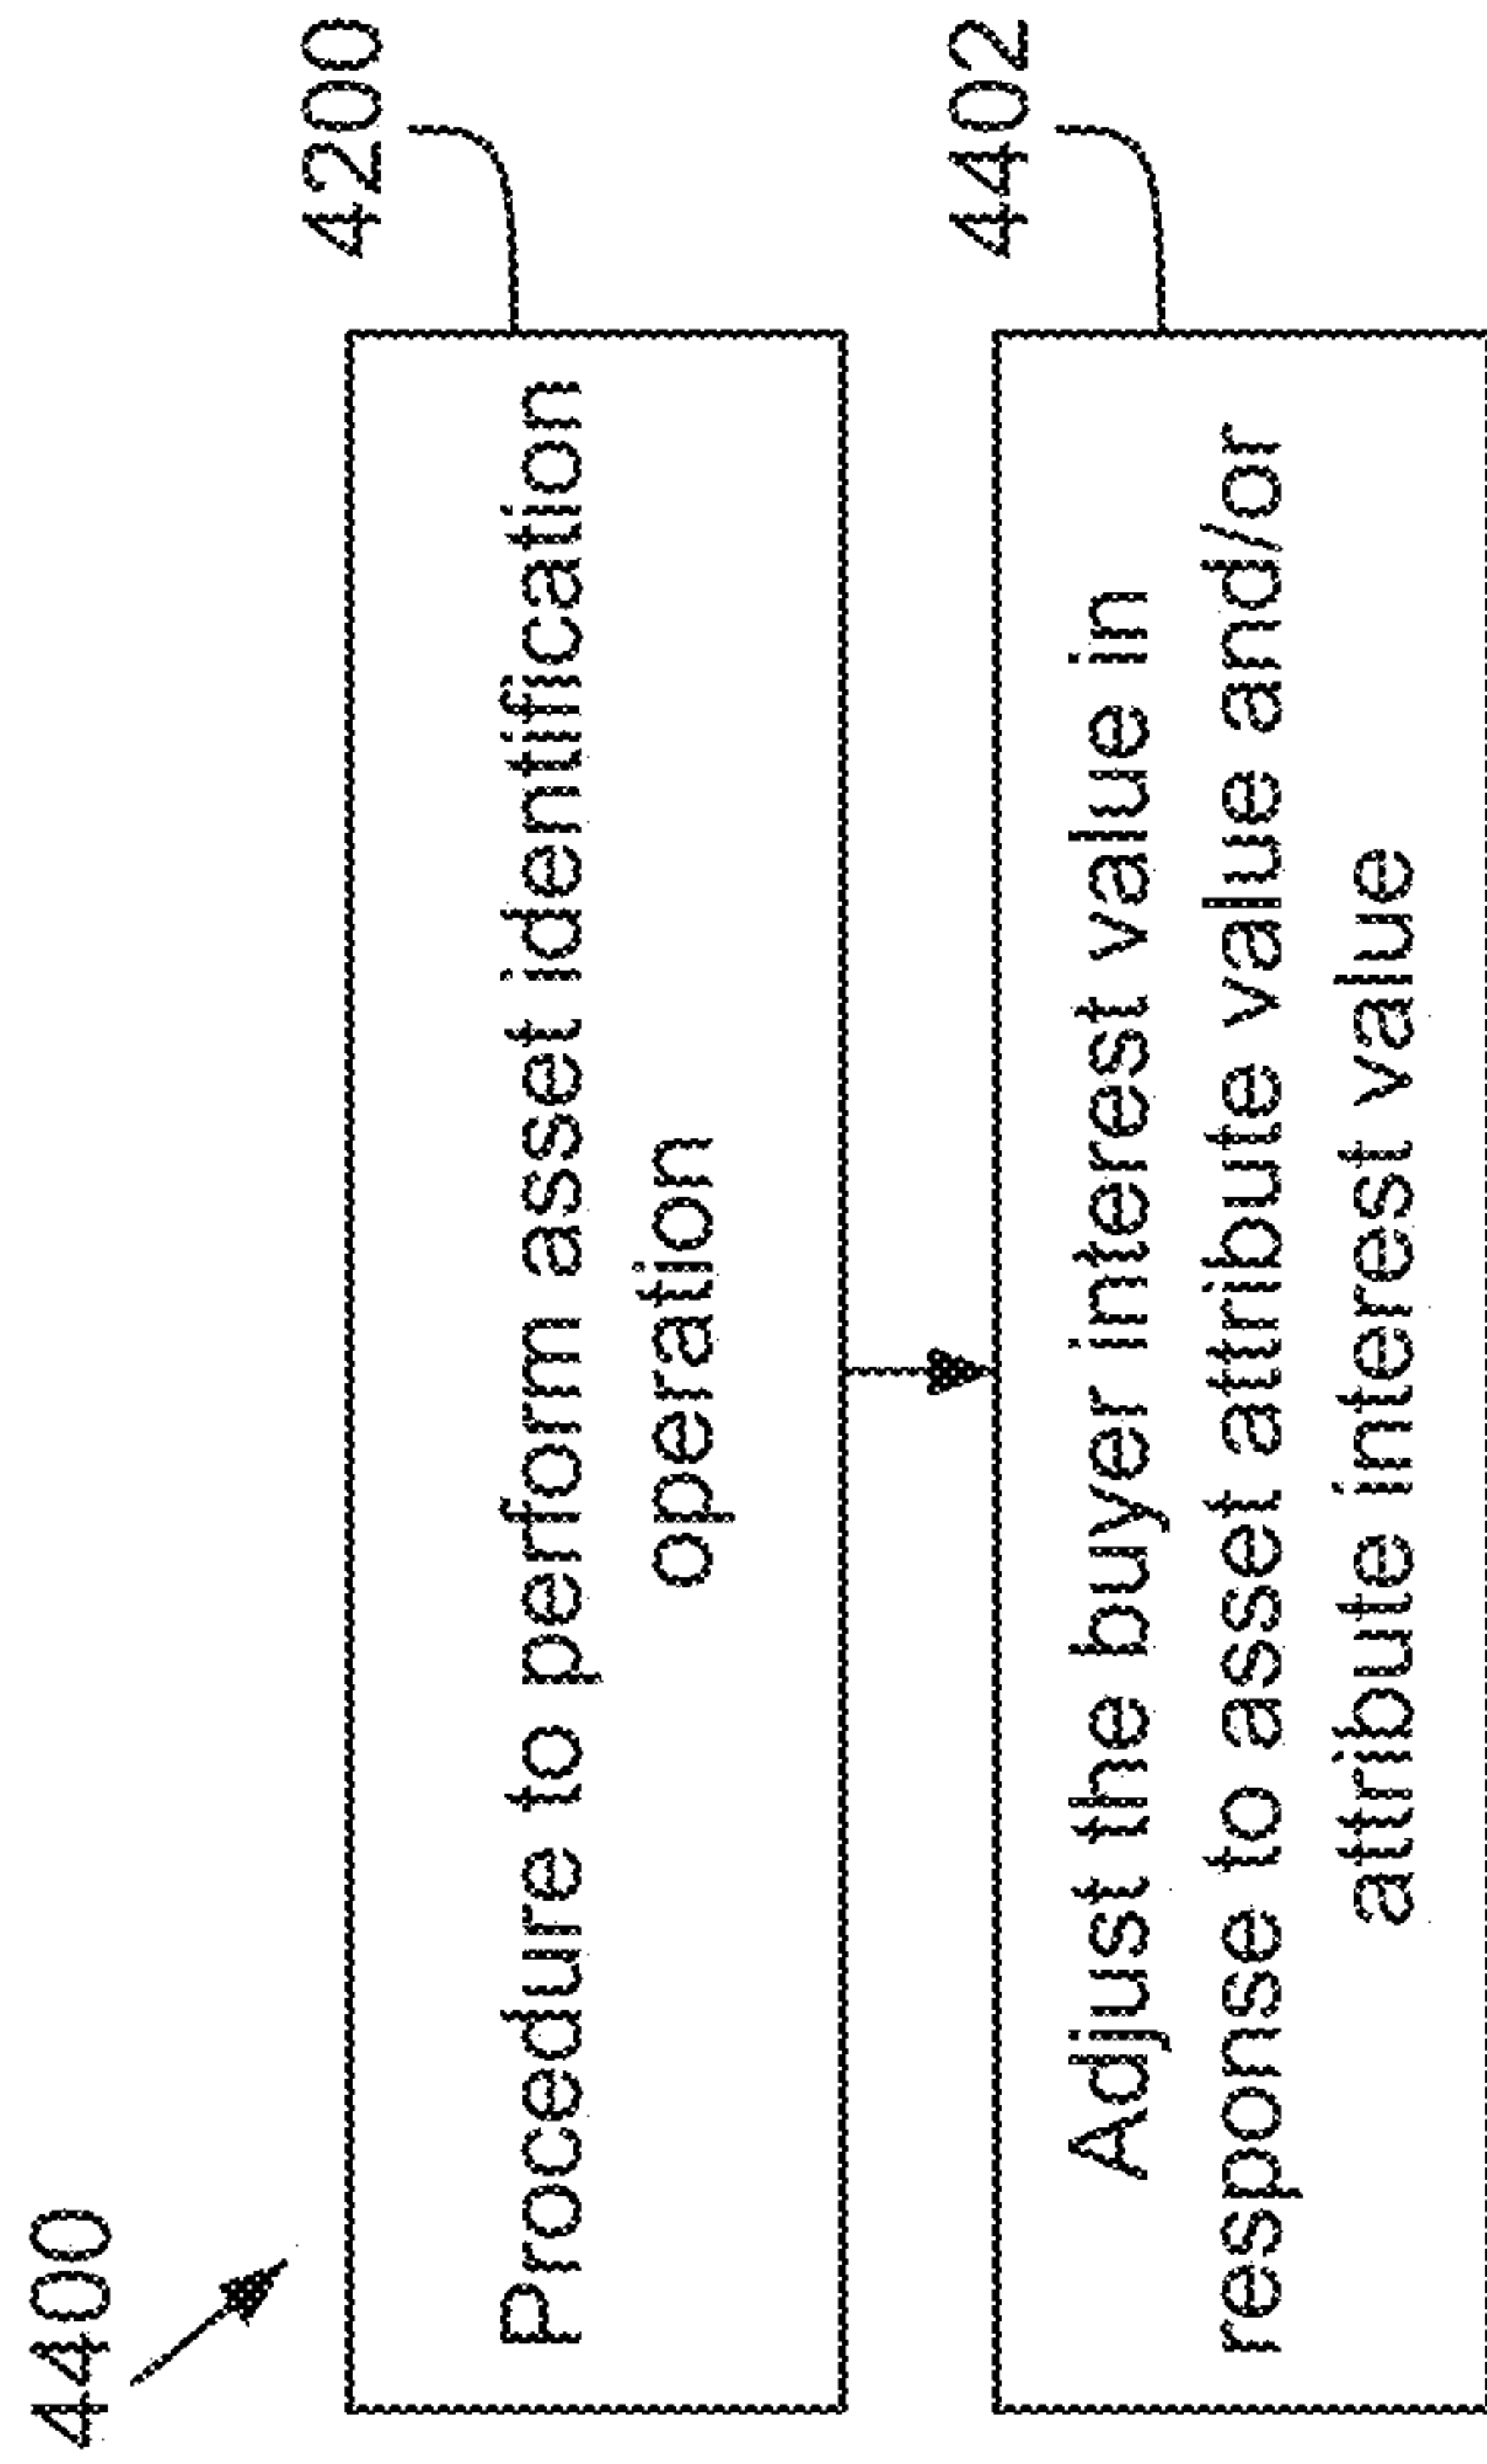 4400
4200
Procedure to perform asset identification
operation
4402
Adjust the buyer interest value in
response to asset attribute value and/or
attribute interest value